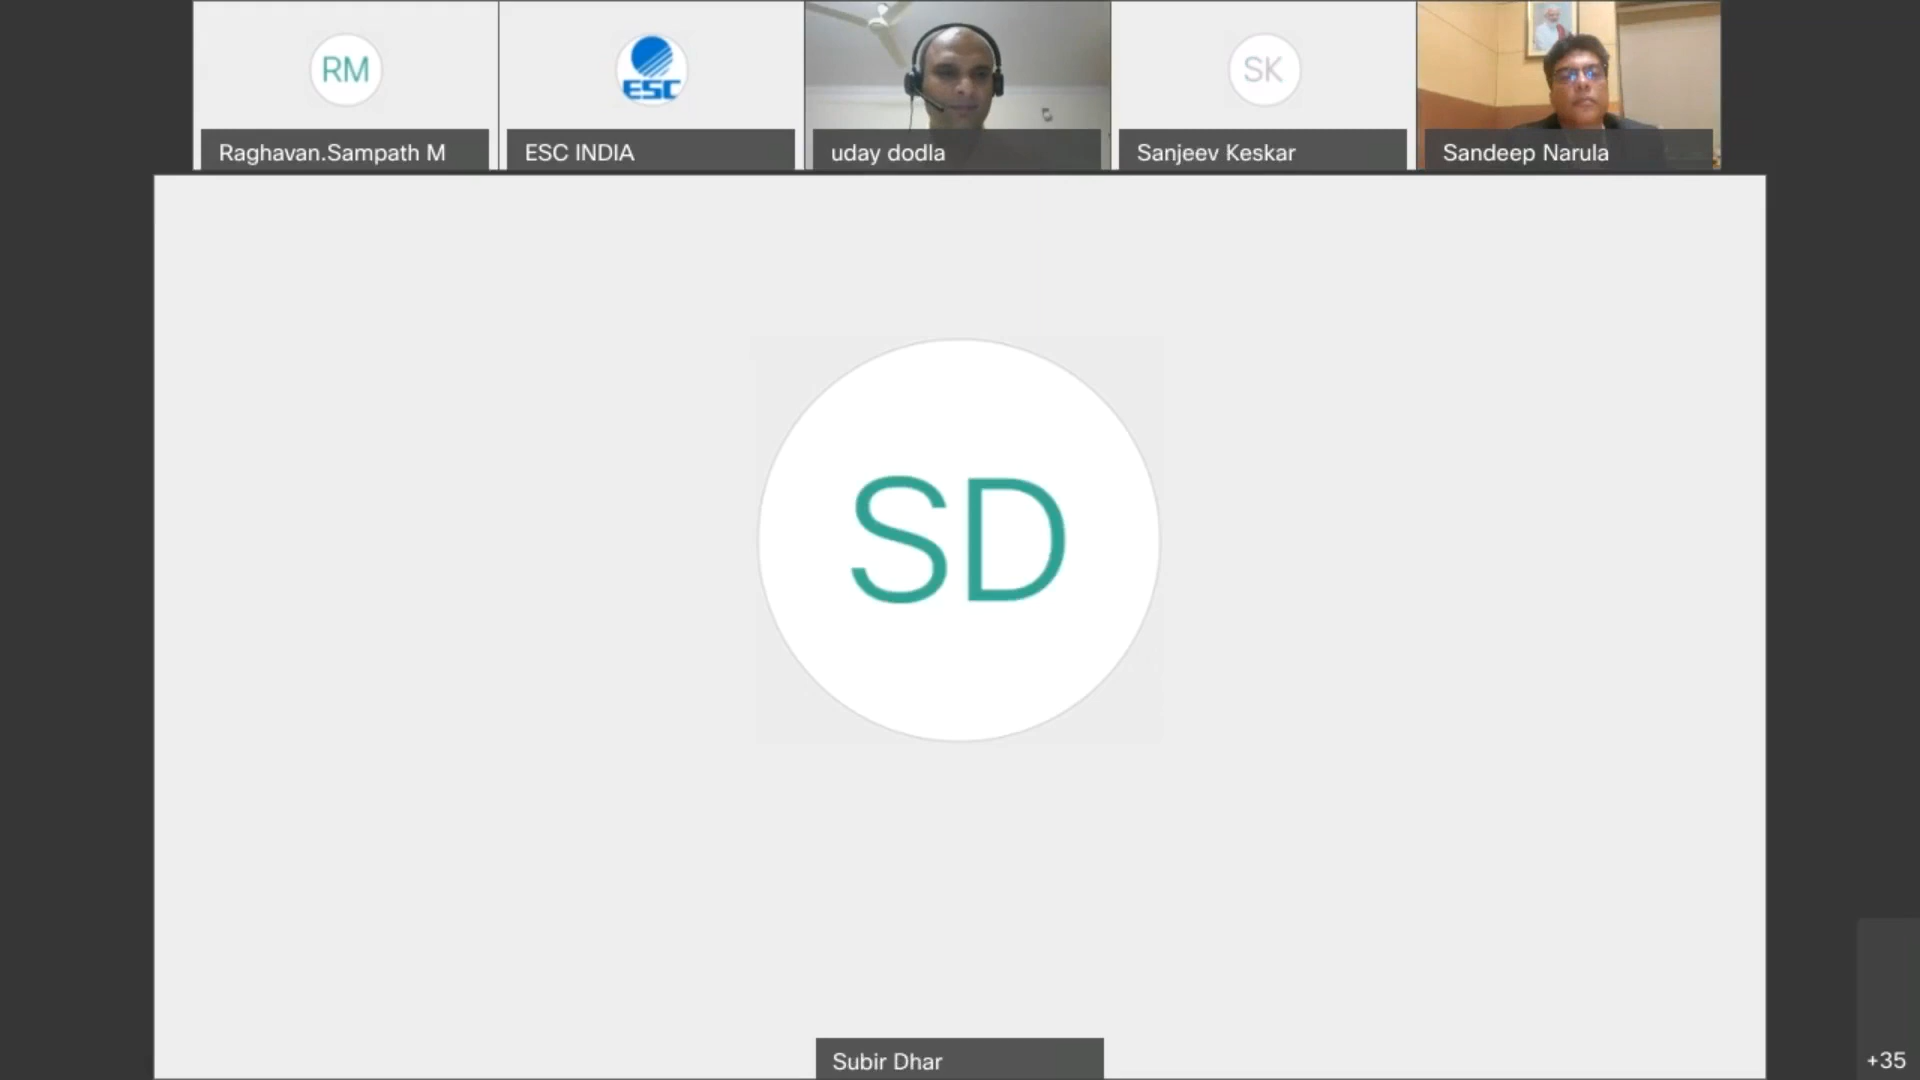 RM
ESC
SK
Raghavan.Sampath M
ESC INDIA
uday dodla
Sanjeev Keskar
Sandeep Narula
SD
Subir Dhar
+35